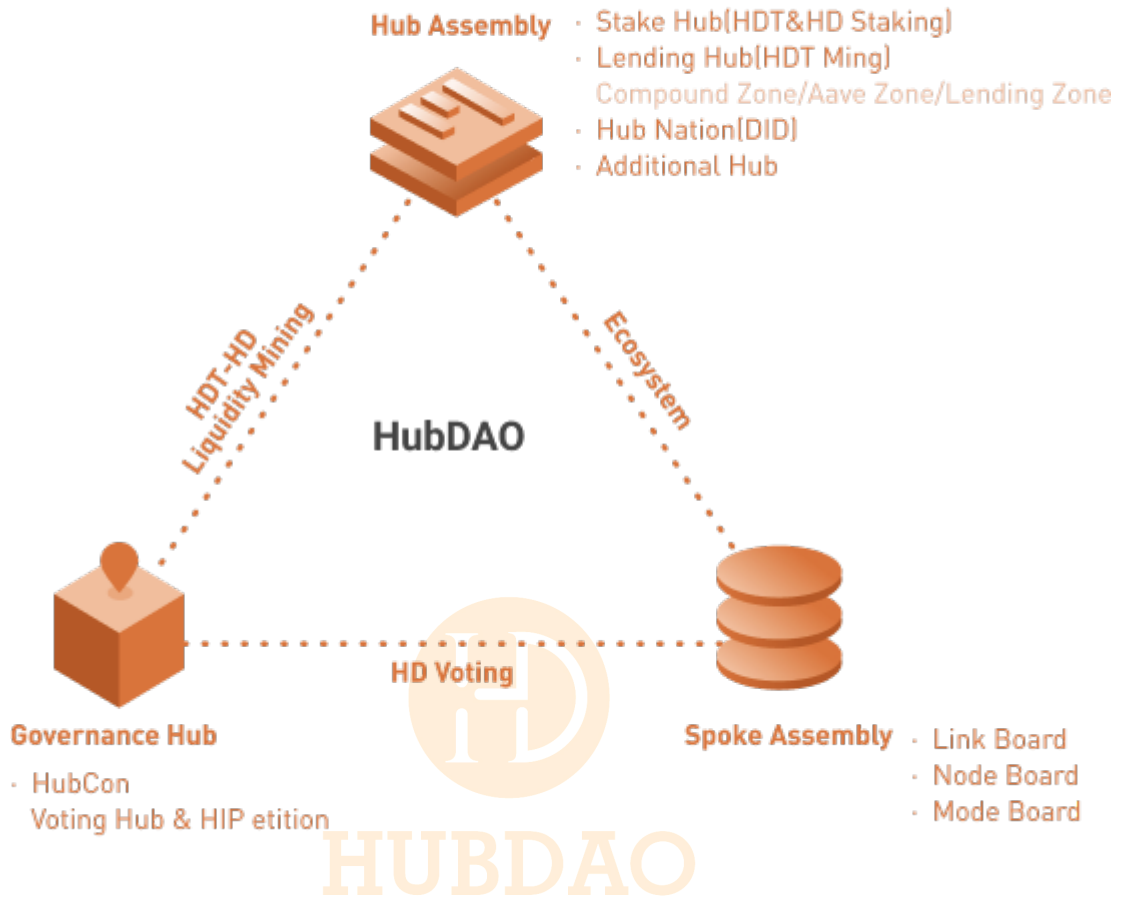 Hub Assembly
· Stake Hub(HDT&HD Staking)
· Lending Hub(HDT Ming)
Compound Zone/Aave Zone/Lending Zone
· Hub Nation(DID)
· Additional Hub
HDT-HD
Liquidity Mining
Ecosystem
HubDAO
HD Voting
Governance Hub
· HubCon
Voting Hub & HIP etition
Spoke Assembly
· Link Board
· Node Board
· Mode Board
HUBDAO